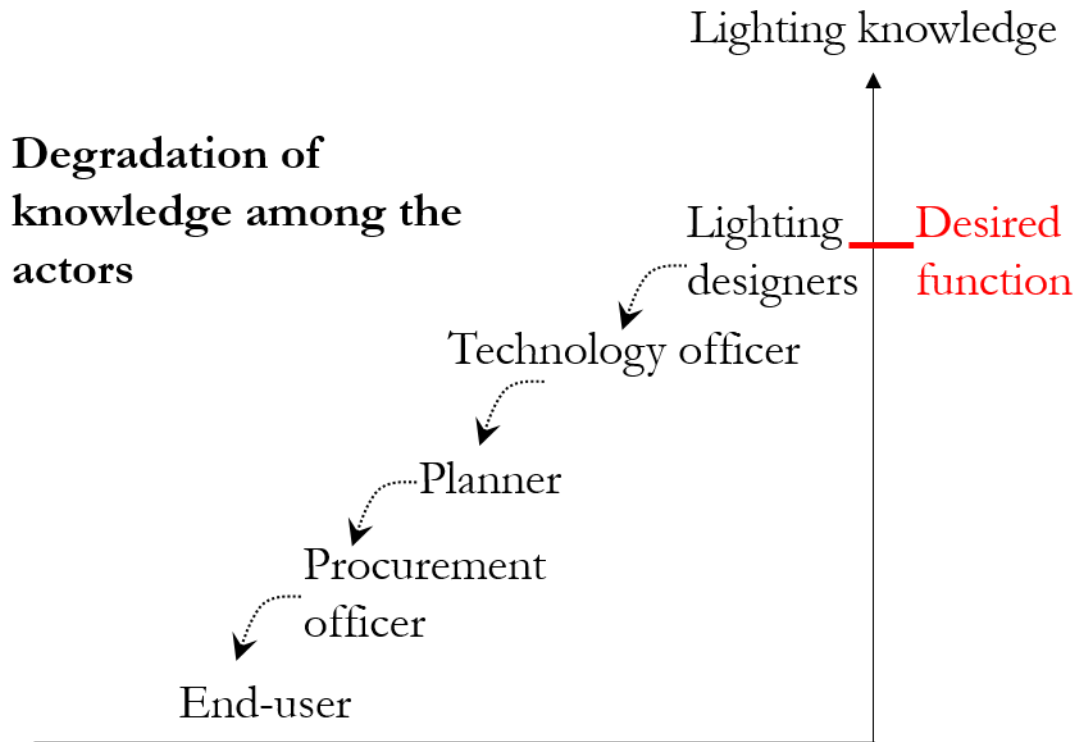 Lighting knowledge
Degradation of
knowledge among the
actors
Lighting
designers
Desired
function
Technology officer
Planner
Procurement
officer
End-user